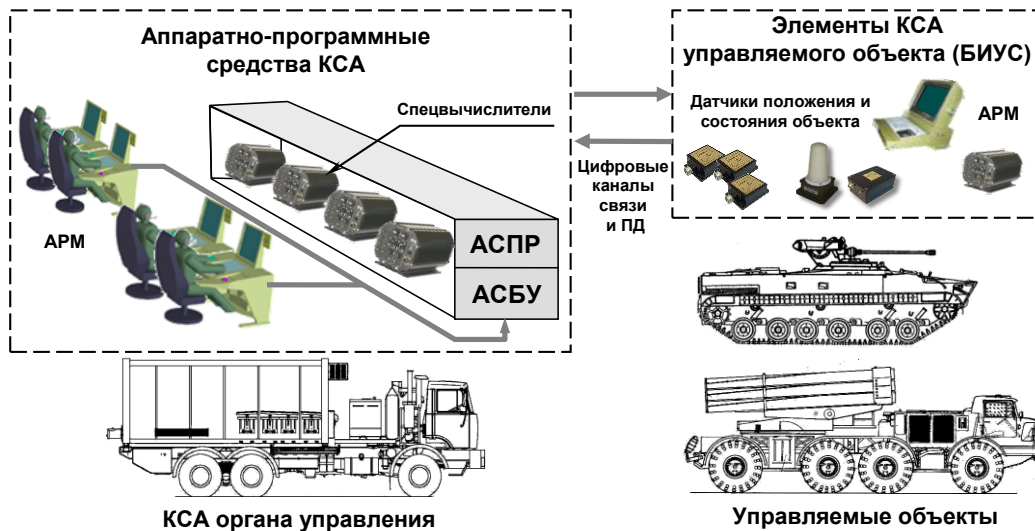 Аппаратно-программные
средства КСА
Спецвычислители
АРМ
АСПР
АСБУ
Цифровые
каналы
связи
и ПД
Элементы КСА
управляемого объекта (БИУС)
Датчики положения и
состояния объекта
АРМ
КСА органа управления
Управляемые объекты